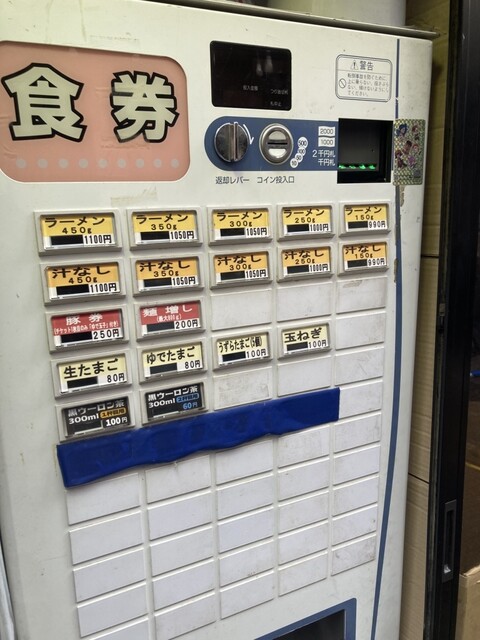 食券
警告
2000
1000
2千円札
千円札
500
100
50
10
返却レバー コイン投入口
ラーメン
450g
1100円
ラーメン
350g
1050円
ラーメン
300g
1050円
ラーメン
250g
1000円
ラーメン
150g
990円
汁なし
450g
1100円
汁なし
350g
1050円
汁なし
300g
1050円
汁なし
250g
1000円
汁なし
150g
990円
豚券
250円
麺増し
200円
生たまご
80円
ゆでたまご
80円
うずらたまご(5個)
100円
玉ねぎ
100円
黒ウーロン茶
300ml
100円
黒ウーロン茶
300ml
60円